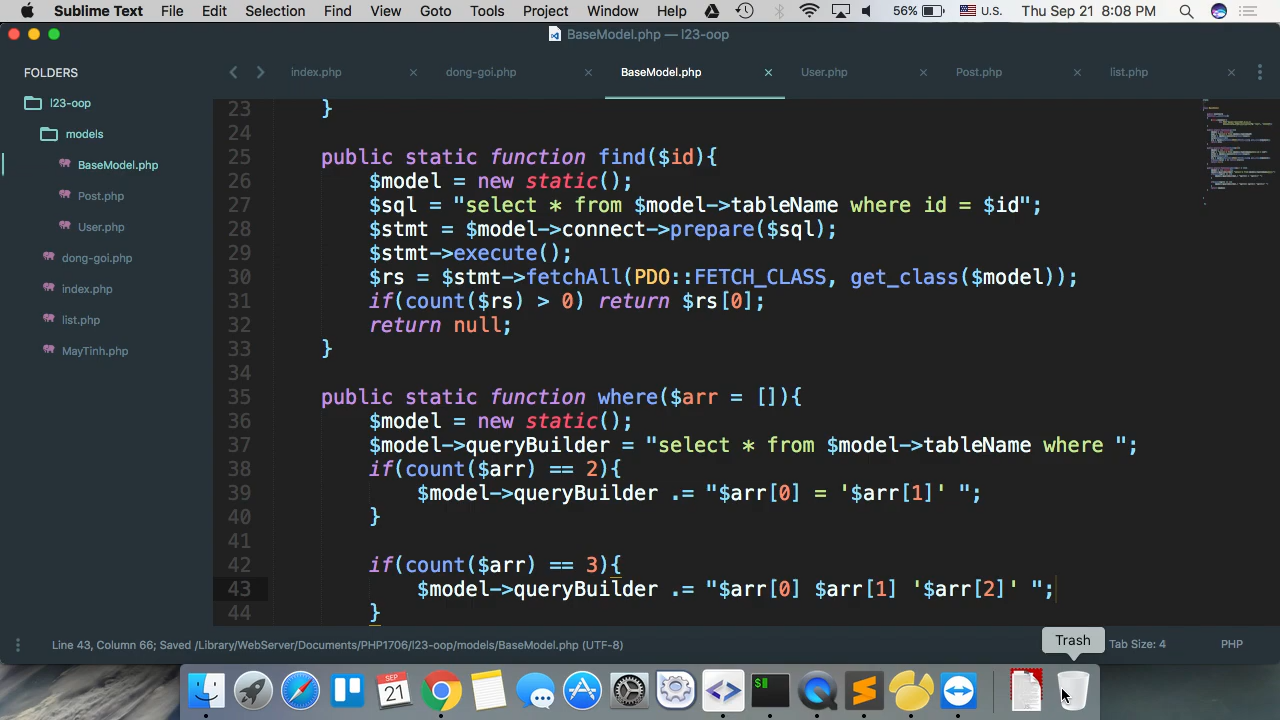 Sublime Text File Edit Selection Find View Goto Tools Project Window Help 56% U.S. Thu Sep 21 8:08 PM
BaseModel.php — l23-oop
FOLDERS
l23-oop
models
BaseModel.php
Post.php
User.php
dong-goi.php
index.php
list.php
MayTinh.php
index.php dong-goi.php BaseModel.php User.php Post.php list.php
23 }
24
25 public static function find($id){
26 $model = new static();
27 $sql = "select * from $model->tableName where id = $id";
28 $stmt = $model->connect->prepare($sql);
29 $stmt->execute();
30 $rs = $stmt->fetchAll(PDO::FETCH_CLASS, get_class($model));
31 if(count($rs) > 0) return $rs[0];
32 return null;
33 }
34
35 public static function where($arr = []){
36 $model = new static();
37 $model->queryBuilder = "select * from $model->tableName where ";
38 if(count($arr) == 2){
39 $model->queryBuilder .= "$arr[0] = '$arr[1]' ";
40 }
41
42 if(count($arr) == 3){
43 $model->queryBuilder .= "$arr[0] $arr[1] '$arr[2]' ";
44 }
Line 43, Column 66; Saved /Library/WebServer/Documents/PHP1706/l23-oop/models/BaseModel.php (UTF-8) Tab Size: 4 PHP
Trash
SEP
21
$